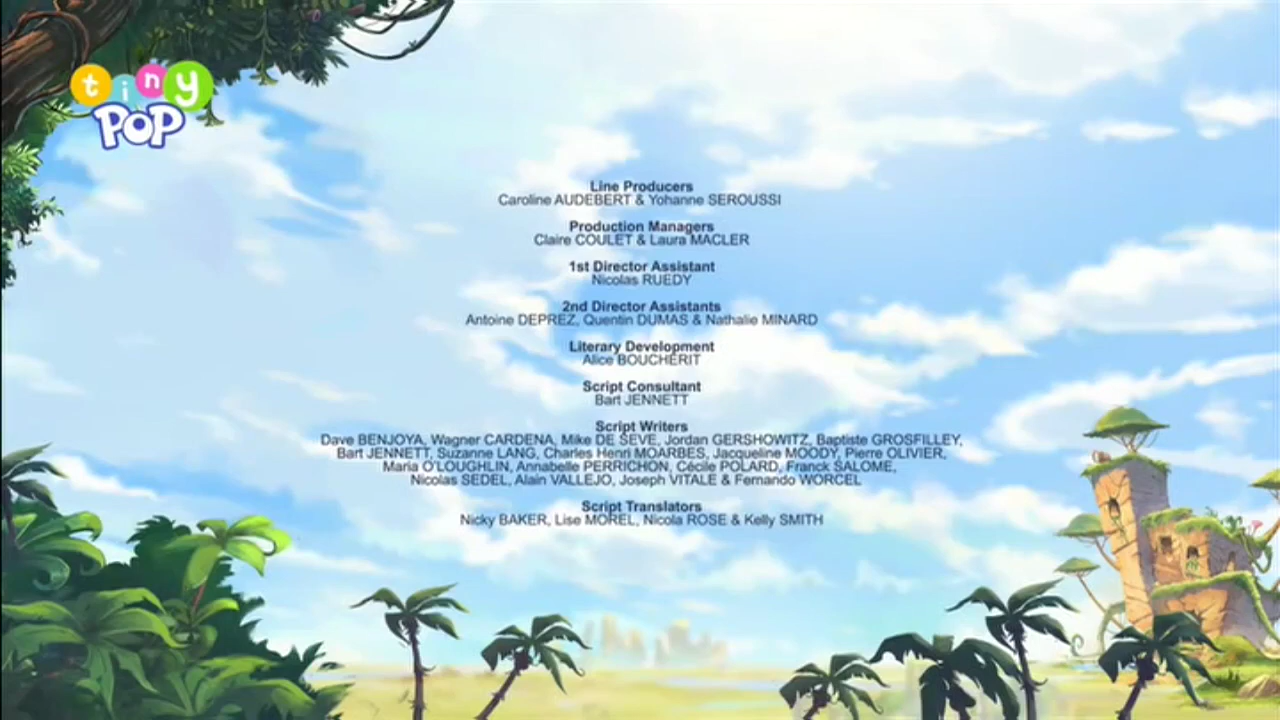 tiny
POP
Line Producers
Caroline AUDEBERT & Yohanne SEROUSSI
Production Managers
Claire COULET & Laura MACLER
1st Director Assistant
Nicolas RUEDY
2nd Director Assistants
Antoine DEPREZ, Quentin DUMAS & Nathalie MINARD
Literary Development
Alice BOUCHERIT
Script Consultant
Bart JENNETT
Script Writers
Dave BENJOYA, Wagner CARDENA, Mike DE SEVE, Jordan GERSHOWITZ, Baptiste GROSFILLEY,
Bart JENNETT, Suzanne LANG, Charles Henri MOARBES, Jacqueline MOODY, Pierre OLIVIER,
Maria O'LOUGHLIN, Annabelle PERRICHON, Cécile POLARD, Franck SALOME,
Nicolas SEDEL, Alain VALLEJO, Joseph VITALE & Fernando WORCEL
Script Translators
Nicky BAKER, Lise MOREL, Nicola ROSE & Kelly SMITH